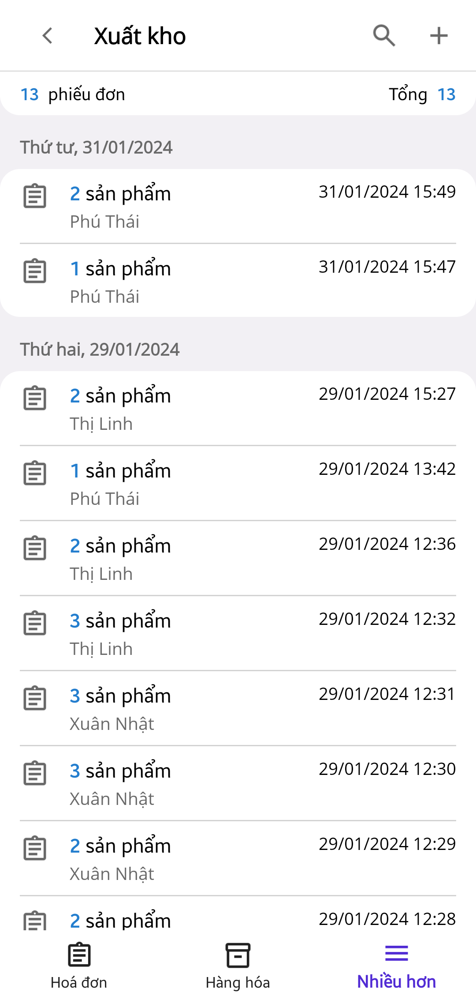 Xuất kho
13 phiếu đơn Tổng 13
Thứ tư, 31/01/2024
2 sản phẩm 31/01/2024 15:49
Phú Thái
1 sản phẩm 31/01/2024 15:47
Phú Thái
Thứ hai, 29/01/2024
2 sản phẩm 29/01/2024 15:27
Thị Linh
1 sản phẩm 29/01/2024 13:42
Phú Thái
2 sản phẩm 29/01/2024 12:36
Thị Linh
3 sản phẩm 29/01/2024 12:32
Thị Linh
3 sản phẩm 29/01/2024 12:31
Xuân Nhật
3 sản phẩm 29/01/2024 12:30
Xuân Nhật
2 sản phẩm 29/01/2024 12:29
Xuân Nhật
2 sản phẩm 29/01/2024 12:28
Hoá đơn Hàng hóa Nhiều hơn